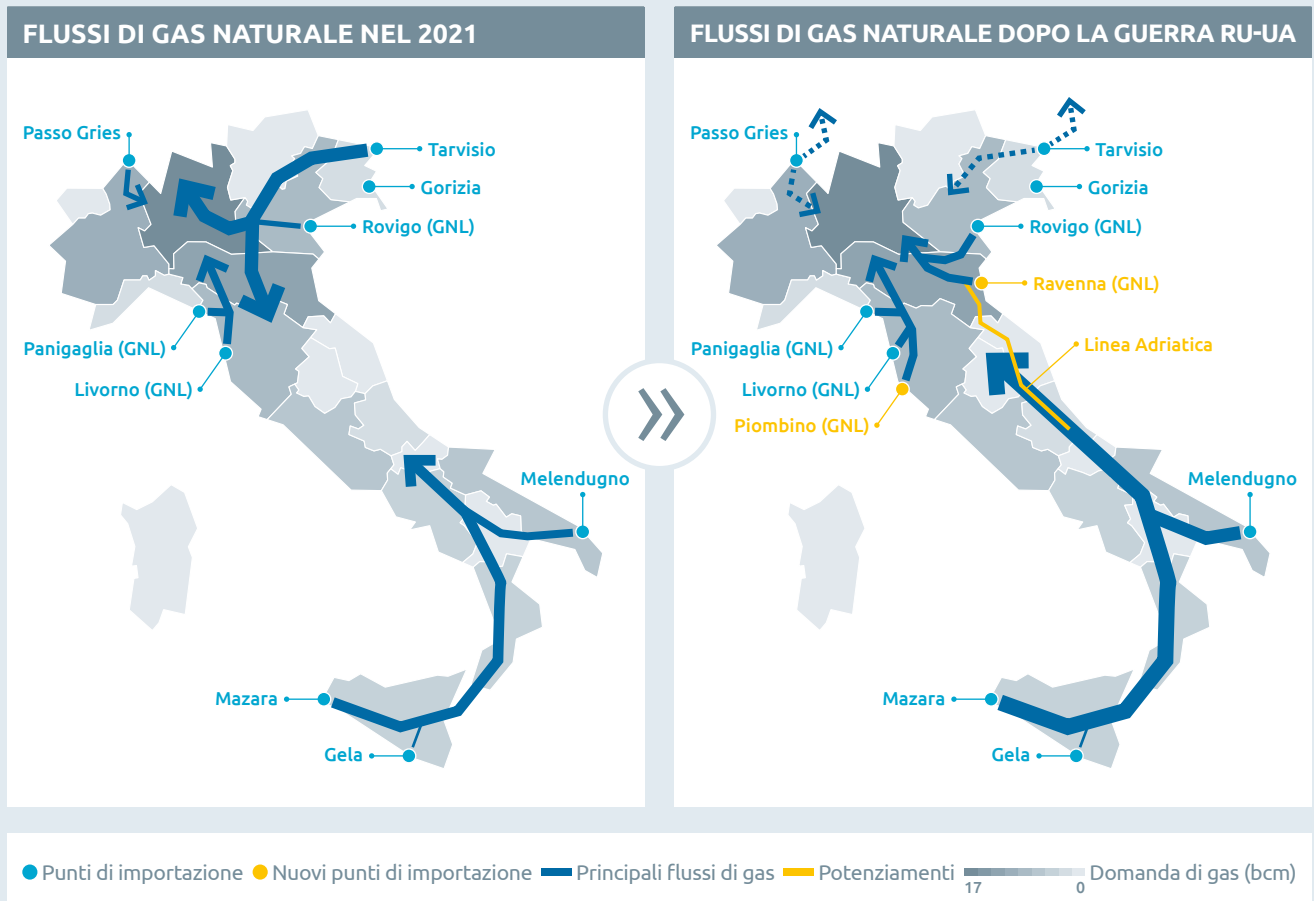 FLUSSI DI GAS NATURALE NEL 2021
Passo Gries
Tarvisio
Gorizia
Rovigo (GNL)
Panigaglia (GNL)
Livorno (GNL)
Melendugno
Mazara
Gela
FLUSSI DI GAS NATURALE DOPO LA GUERRA RU-UA
Passo Gries
Tarvisio
Gorizia
Rovigo (GNL)
Ravenna (GNL)
Panigaglia (GNL)
Linea Adriatica
Livorno (GNL)
Piombino (GNL)
Melendugno
Mazara
Gela
Punti di importazione Nuovi punti di importazione Principali flussi di gas Potenziamenti Domanda di gas (bcm)
17 0